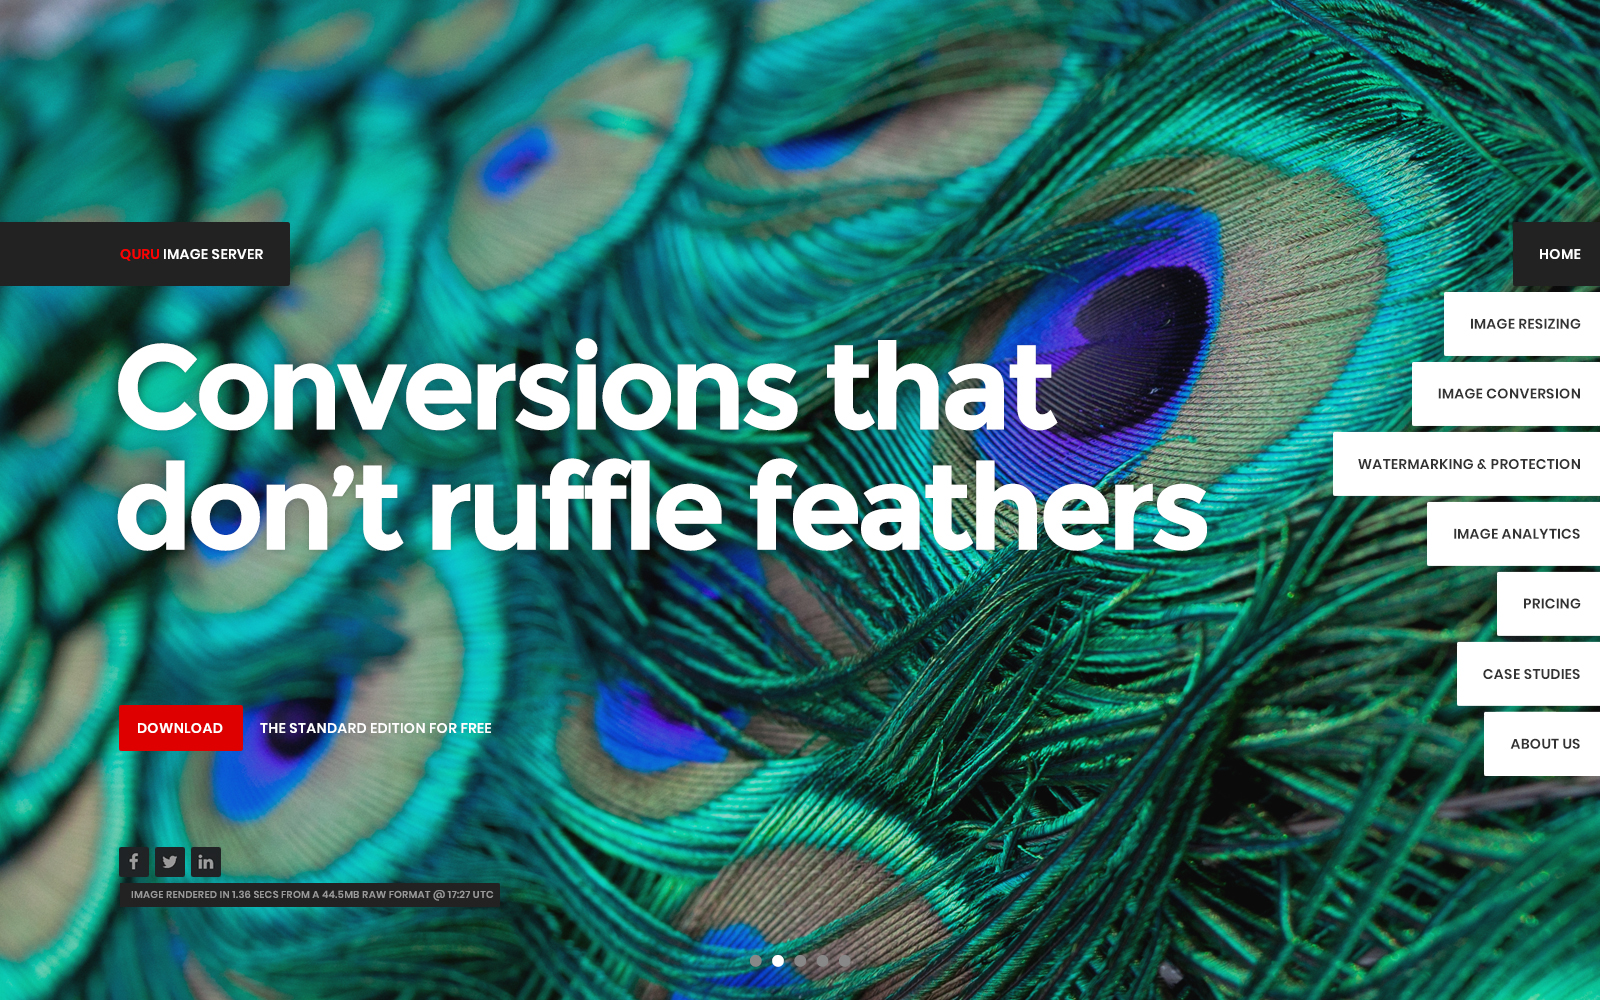 QURU IMAGE SERVER
HOME
IMAGE RESIZING
IMAGE CONVERSION
WATERMARKING & PROTECTION
IMAGE ANALYTICS
PRICING
CASE STUDIES
ABOUT US
Conversions that
don’t ruffle feathers
DOWNLOAD
THE STANDARD EDITION FOR FREE
IMAGE RENDERED IN 1.36 SECS FROM A 44.5MB RAW FORMAT @ 17:27 UTC